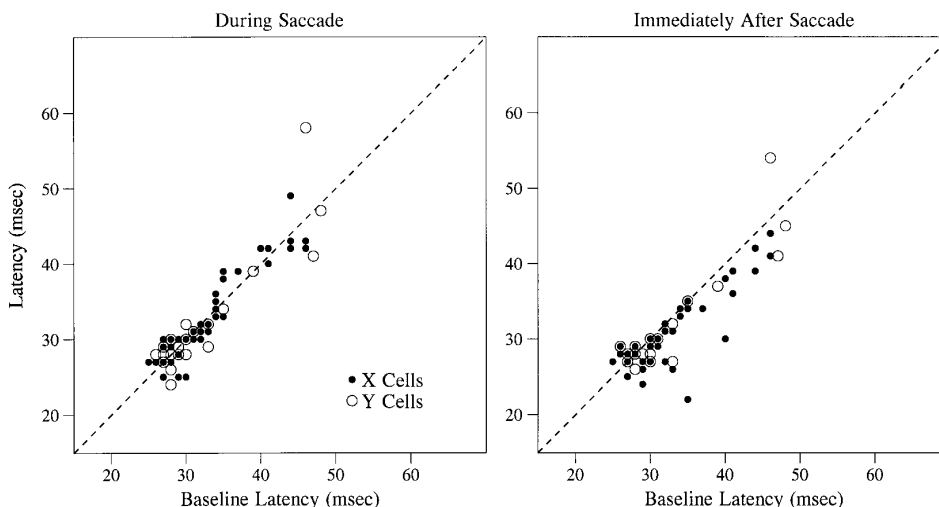 During Saccade
Immediately After Saccade
Latency (msec)
60
50
40
30
20
X Cells
Y Cells
20 30 40 50 60
Baseline Latency (msec)
60
50
40
30
20
20 30 40 50 60
Baseline Latency (msec)